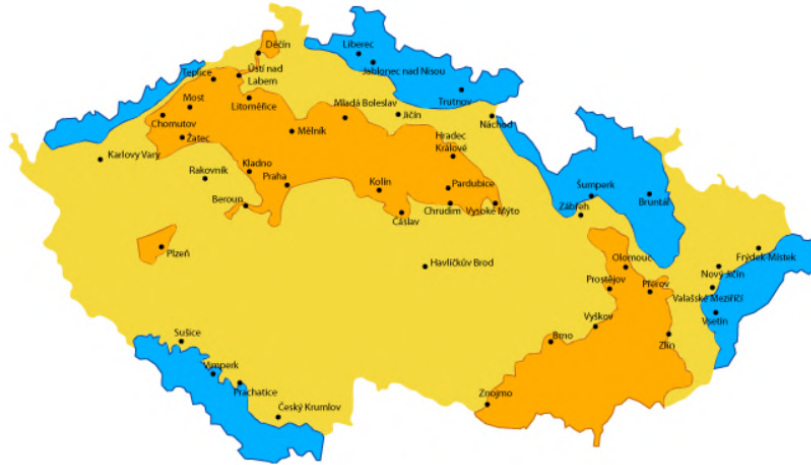 Děčín
Liberec
Jablonec nad Nisou
Teplice
Ústí nad
Labem
Trutnov
Most
Litoměřice
Mladá Boleslav
Jičín
Chomutov
Náchod
Žatec
Mělník
Hradec
Králové
Karlovy Vary
Rakovník
Kladno
Praha
Kolín
Pardubice
Šumperk
Bruntál
Beroun
Čáslav
Chrudim
Vysoké Mýto
Zábřeh
Plzeň
Havlíčkův Brod
Olomouc
Frýdek-Místek
Nový Jičín
Prostějov
Přerov
Valašské Meziříčí
Vsetín
Vyškov
Sušice
Brno
Zlín
Vimperk
Prachatice
Znojmo
Český Krumlov